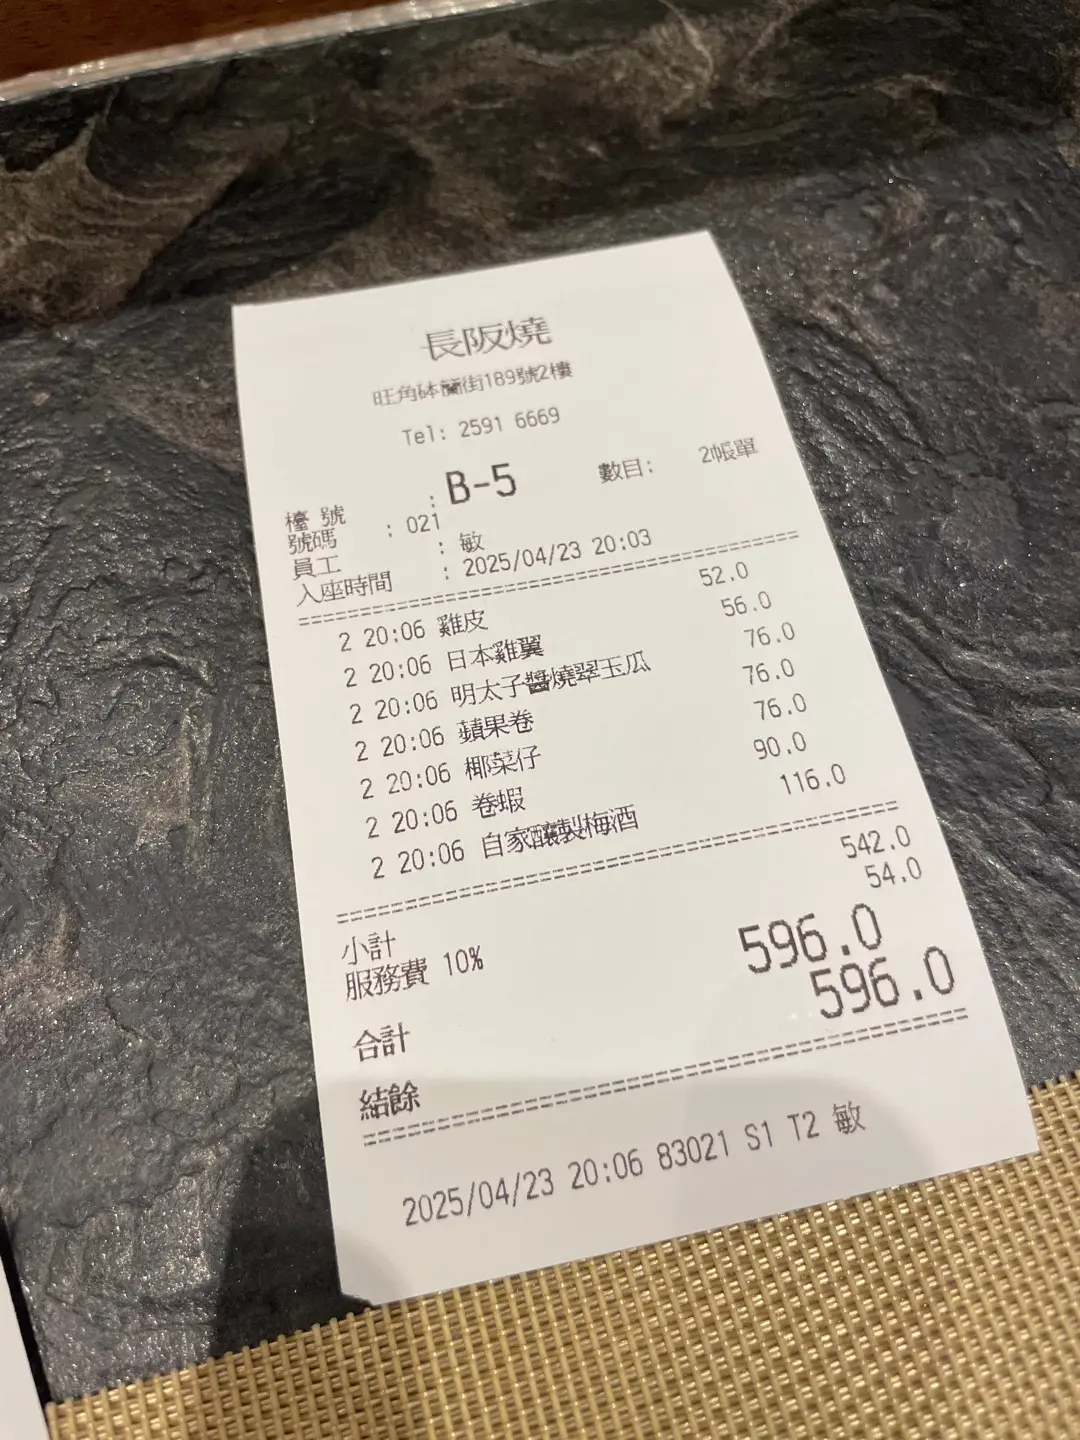 長阪燒
旺角砵蘭街189號2樓
Tel: 2591 6669
檯 號 : B-5 數目: 2帳單
號碼 : 021
員工 : 敏
入座時間 : 2025/04/23 20:03
2 20:06 雞皮 52.0
2 20:06 日本雞翼 56.0
2 20:06 明太子醬燒翠玉瓜 76.0
2 20:06 蘋果卷 76.0
2 20:06 椰菜仔 76.0
2 20:06 卷蝦 90.0
2 20:06 自家釀製梅酒 116.0
小計 542.0
服務費 10% 54.0
合計 596.0
結餘 596.0
2025/04/23 20:06 83021 S1 T2 敏